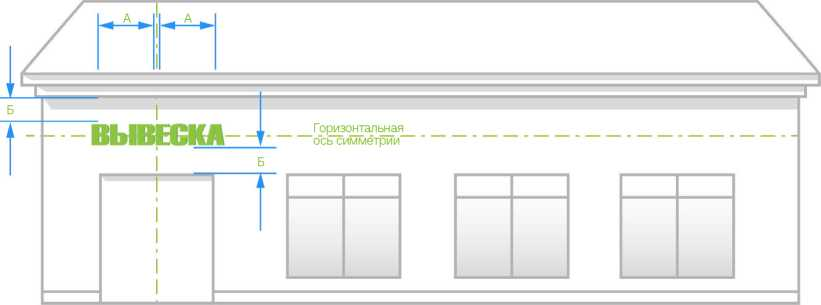 А А
Б
ВЫВЕСКА
Горизонтальная
ось симметрии
Б